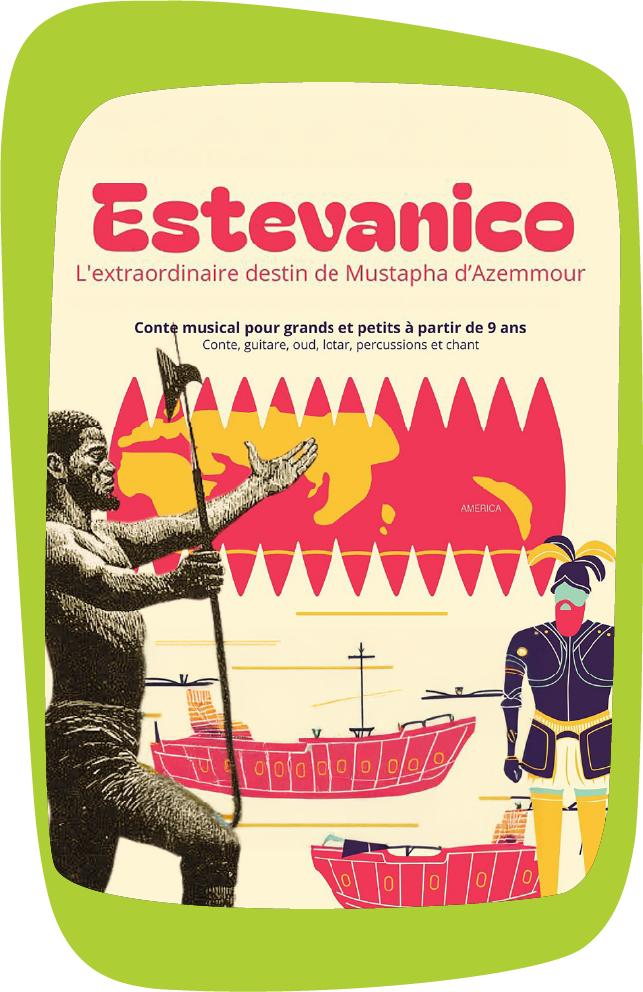 Estevanico
L'extraordinaire destin de Mustapha d’Azemmour
Conte musical pour grands et petits à partir de 9 ans
Conte, guitare, oud, lotar, percussions et chant
AMERICA